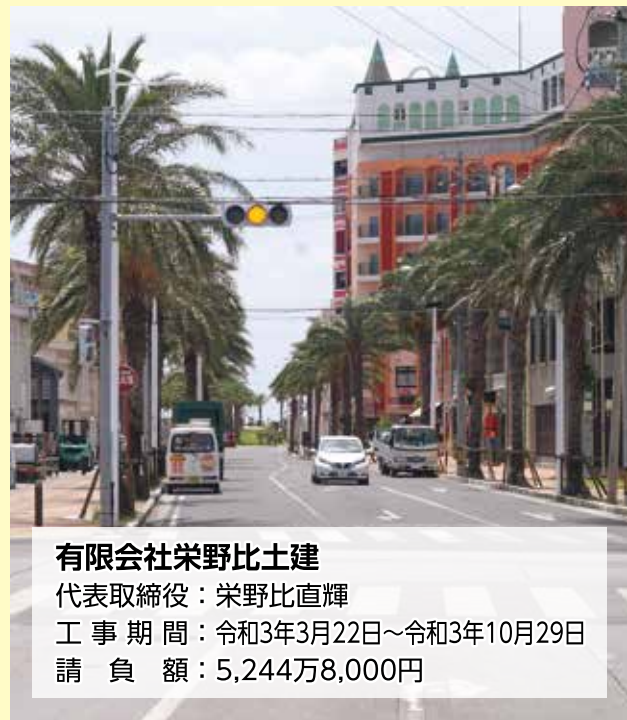 有限会社栄野比土建
代表取締役：栄野比直輝
工事期間：令和3年3月22日～令和3年10月29日
請負額：5,244万8,000円